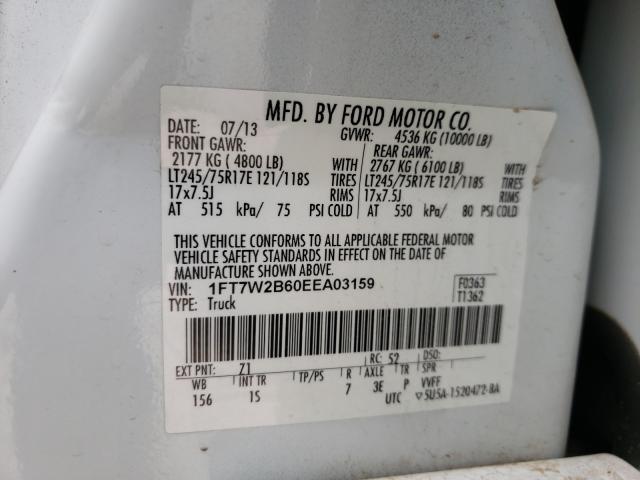 MFD. BY FORD MOTOR CO.
DATE: 07/13 GVWR: 4536 KG (10000 LB)
FRONT GAWR: REAR GAWR:
2177 KG ( 4800 LB) WITH 2767 KG ( 6100 LB) WITH
LT245/75R17E 121/118S TIRES LT245/75R17E 121/118S TIRES
17x7.5J RIMS 17x7.5J RIMS
AT 515 kPa/ 75 PSI COLD AT 550 kPa/ 80 PSI COLD
THIS VEHICLE CONFORMS TO ALL APPLICABLE FEDERAL MOTOR
VEHICLE SAFETY STANDARDS IN EFFECT ON THE DATE OF
MANUFACTURE SHOWN ABOVE.
VIN: 1FT7W2B60EEA03159 F0363
TYPE: Truck T1362
EXT PNT: Z1 RC: 52 DSO:
WB INT TR TP/PS R AXLE TR SPR
156 1S 7 3E P VVFF
UTC ▽5U5A-1520472-BA